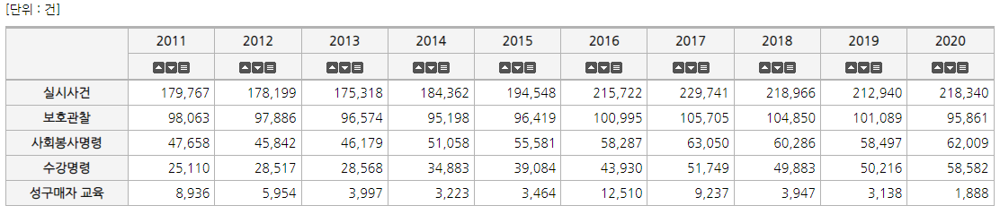 [단위 : 건]
2011 2012 2013 2014 2015 2016 2017 2018 2019 2020
실시사건 179,767 178,199 175,318 184,362 194,548 215,722 229,741 218,966 212,940 218,340
보호관찰 98,063 97,886 96,574 95,198 96,419 100,995 105,705 104,850 101,089 95,861
사회봉사명령 47,658 45,842 46,179 51,058 55,581 58,287 63,050 60,286 58,497 62,009
수강명령 25,110 28,517 28,568 34,883 39,084 43,930 51,749 49,883 50,216 58,582
성구매자 교육 8,936 5,954 3,997 3,223 3,464 12,510 9,237 3,947 3,138 1,888